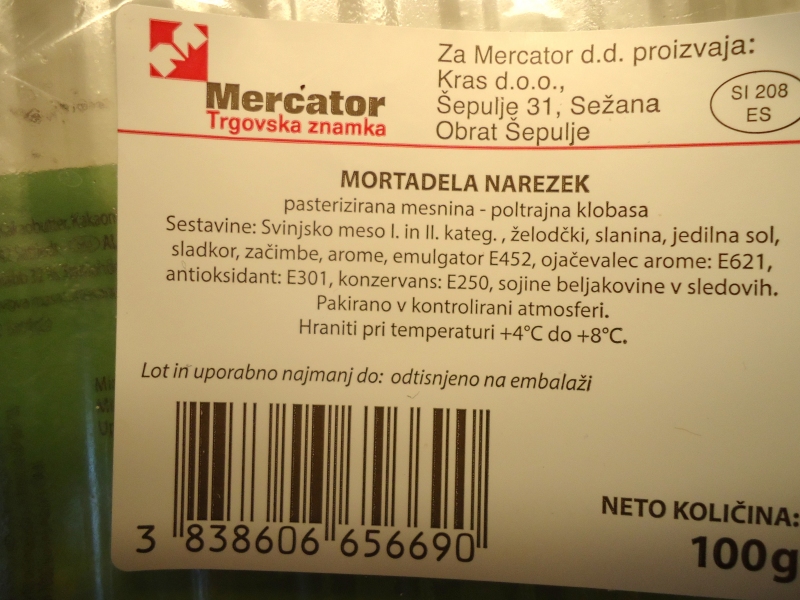 Mercator
Trgovska znamka
Za Mercator d.d. proizvaja:
Kras d.o.o.,
Šepulje 31, Sežana
Obrat Šepulje
SI 208
ES
MORTADELA NAREZEK
pasterizirana mesnina - poltrajna klobasa
Sestavine: Svinjsko meso I. in II. kateg. , želodčki, slanina, jedilna sol,
sladkor, začimbe, arome, emulgator E452, ojačevalec arome: E621,
antioksidant: E301, konzervans: E250, sojine beljakovine v sledovih.
Pakirano v kontrolirani atmosferi.
Hraniti pri temperaturi +4°C do +8°C.
Lot in uporabno najmanj do: odtisnjeno na embalaži
3 838606 656690
NETO KOLIČINA:
100g